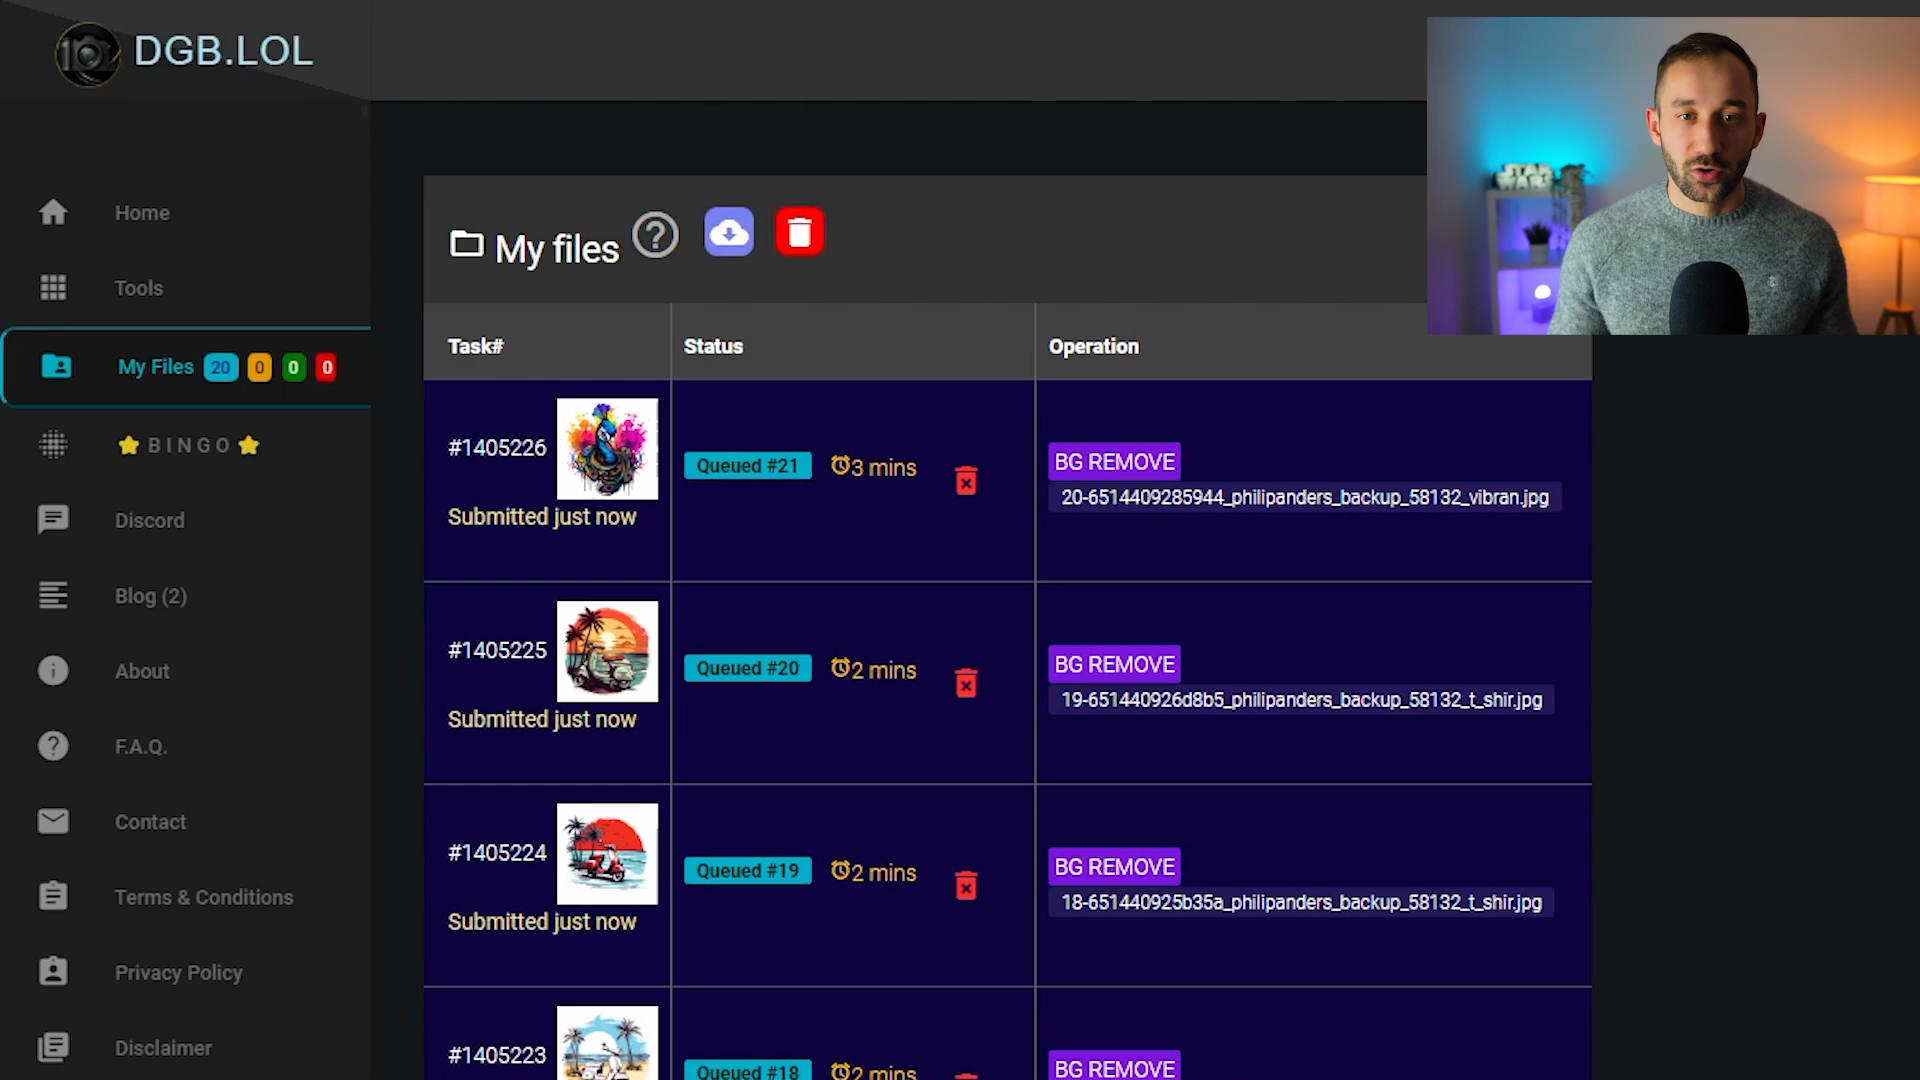 DGB.LOL
Home
Tools
My Files 20 0 0 0
BINGO
Discord
Blog (2)
About
F.A.Q.
Contact
Terms & Conditions
Privacy Policy
Disclaimer
My files
Task# Status Operation
#1405226
Submitted just now
Queued #21 3 mins
BG REMOVE
20-6514409285944_philipanders_backup_58132_vibran.jpg
#1405225
Submitted just now
Queued #20 2 mins
BG REMOVE
19-651440926d8b5_philipanders_backup_58132_t_shir.jpg
#1405224
Submitted just now
Queued #19 2 mins
BG REMOVE
18-651440925b35a_philipanders_backup_58132_t_shir.jpg
#1405223
Queued #18 2 mins
BG REMOVE
STAR
WARS